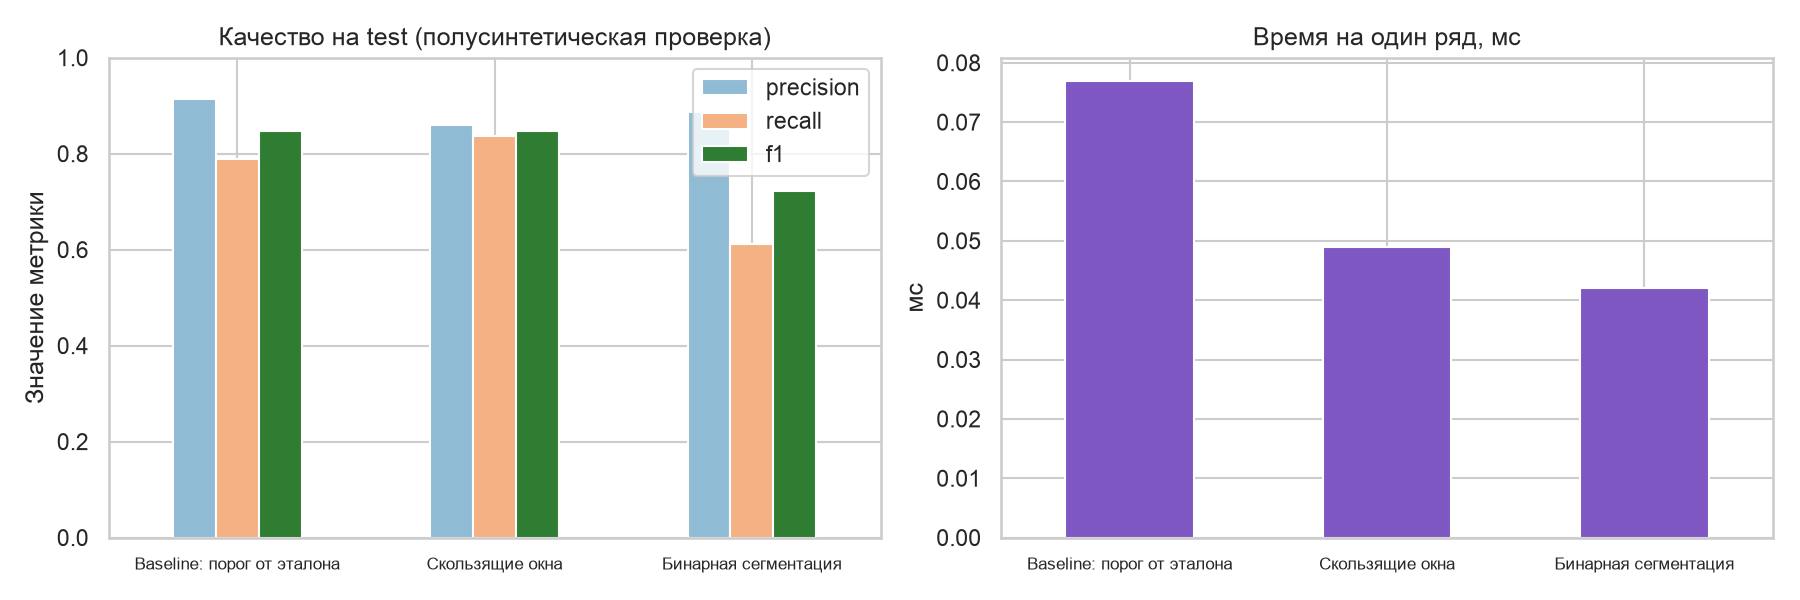 Качество на test (полусинтетическая проверка)
Значение метрики
1.0
0.8
0.6
0.4
0.2
0.0
precision
recall
f1
Baseline: порог от эталона
Скользящие окна
Бинарная сегментация
Время на один ряд, мс
мс
0.08
0.07
0.06
0.05
0.04
0.03
0.02
0.01
0.00
Baseline: порог от эталона
Скользящие окна
Бинарная сегментация